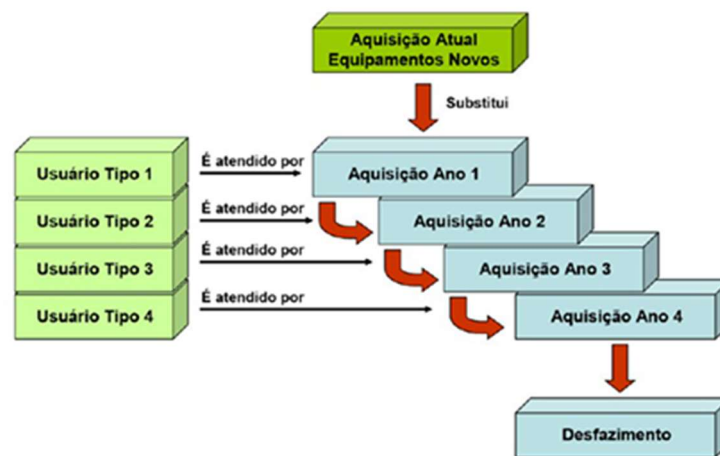 Aquisição Atual
Equipamentos Novos
Substitui
Usuário Tipo 1
É atendido por
Aquisição Ano 1
Usuário Tipo 2
É atendido por
Aquisição Ano 2
Usuário Tipo 3
É atendido por
Aquisição Ano 3
Usuário Tipo 4
É atendido por
Aquisição Ano 4
Desfazimento